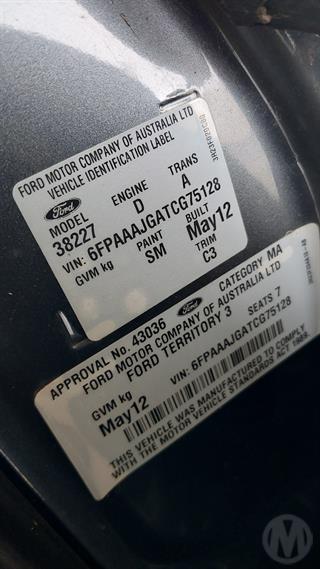 FORD MOTOR COMPANY OF AUSTRALIA LTD
VEHICLE IDENTIFICATION LABEL
Ford
MODEL ENGINE TRANS
38227 D A
VIN: 6FPAAAJGATCG75128
GVM kg PAINT BUILT
SM May12
TRIM
C3
APPROVAL No. 43036 CATEGORY MA
Ford
FORD MOTOR COMPANY OF AUSTRALIA LTD
FORD TERRITORY 3 SEATS 7
VIN: 6FPAAAJGATCG75128
GVM kg
May12
THIS VEHICLE WAS MANUFACTURED TO COMPLY
WITH THE MOTOR VEHICLE STANDARDS ACT 1989.
M